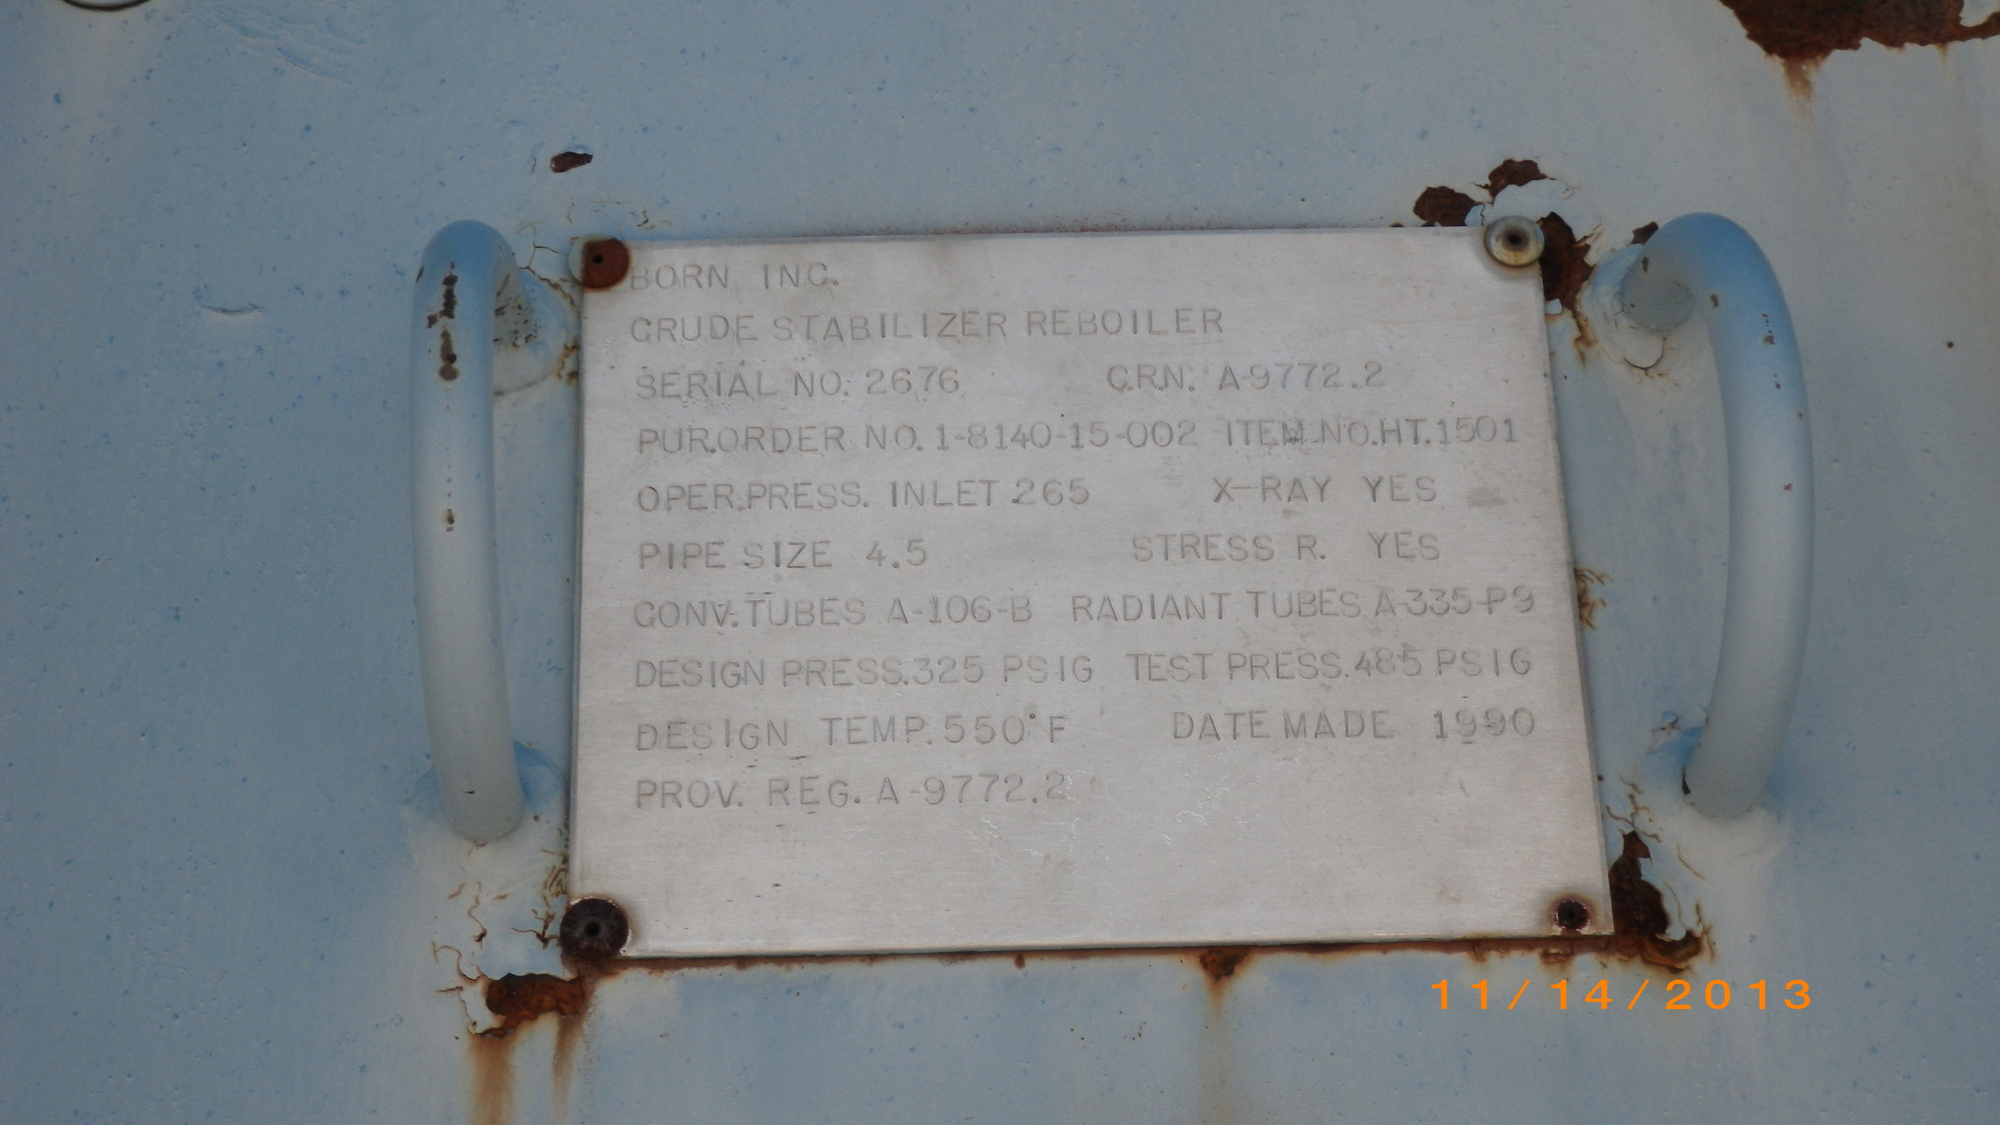 BORN, INC.
CRUDE STABILIZER REBOILER
SERIAL NO. 2676 C.R.N. A-9772.2
PUR.ORDER NO. 1-8140-15-002 ITEM.NO.HT.1501
OPER.PRESS. INLET 265 X-RAY YES
PIPE SIZE 4.5 STRESS R. YES
CONV.TUBES A-106-B RADIANT TUBES A-335-P9
DESIGN PRESS.325 PSIG TEST PRESS.485 PSIG
DESIGN TEMP.550°F DATE MADE 1990
PROV. REG. A-9772.2
11/14/2013